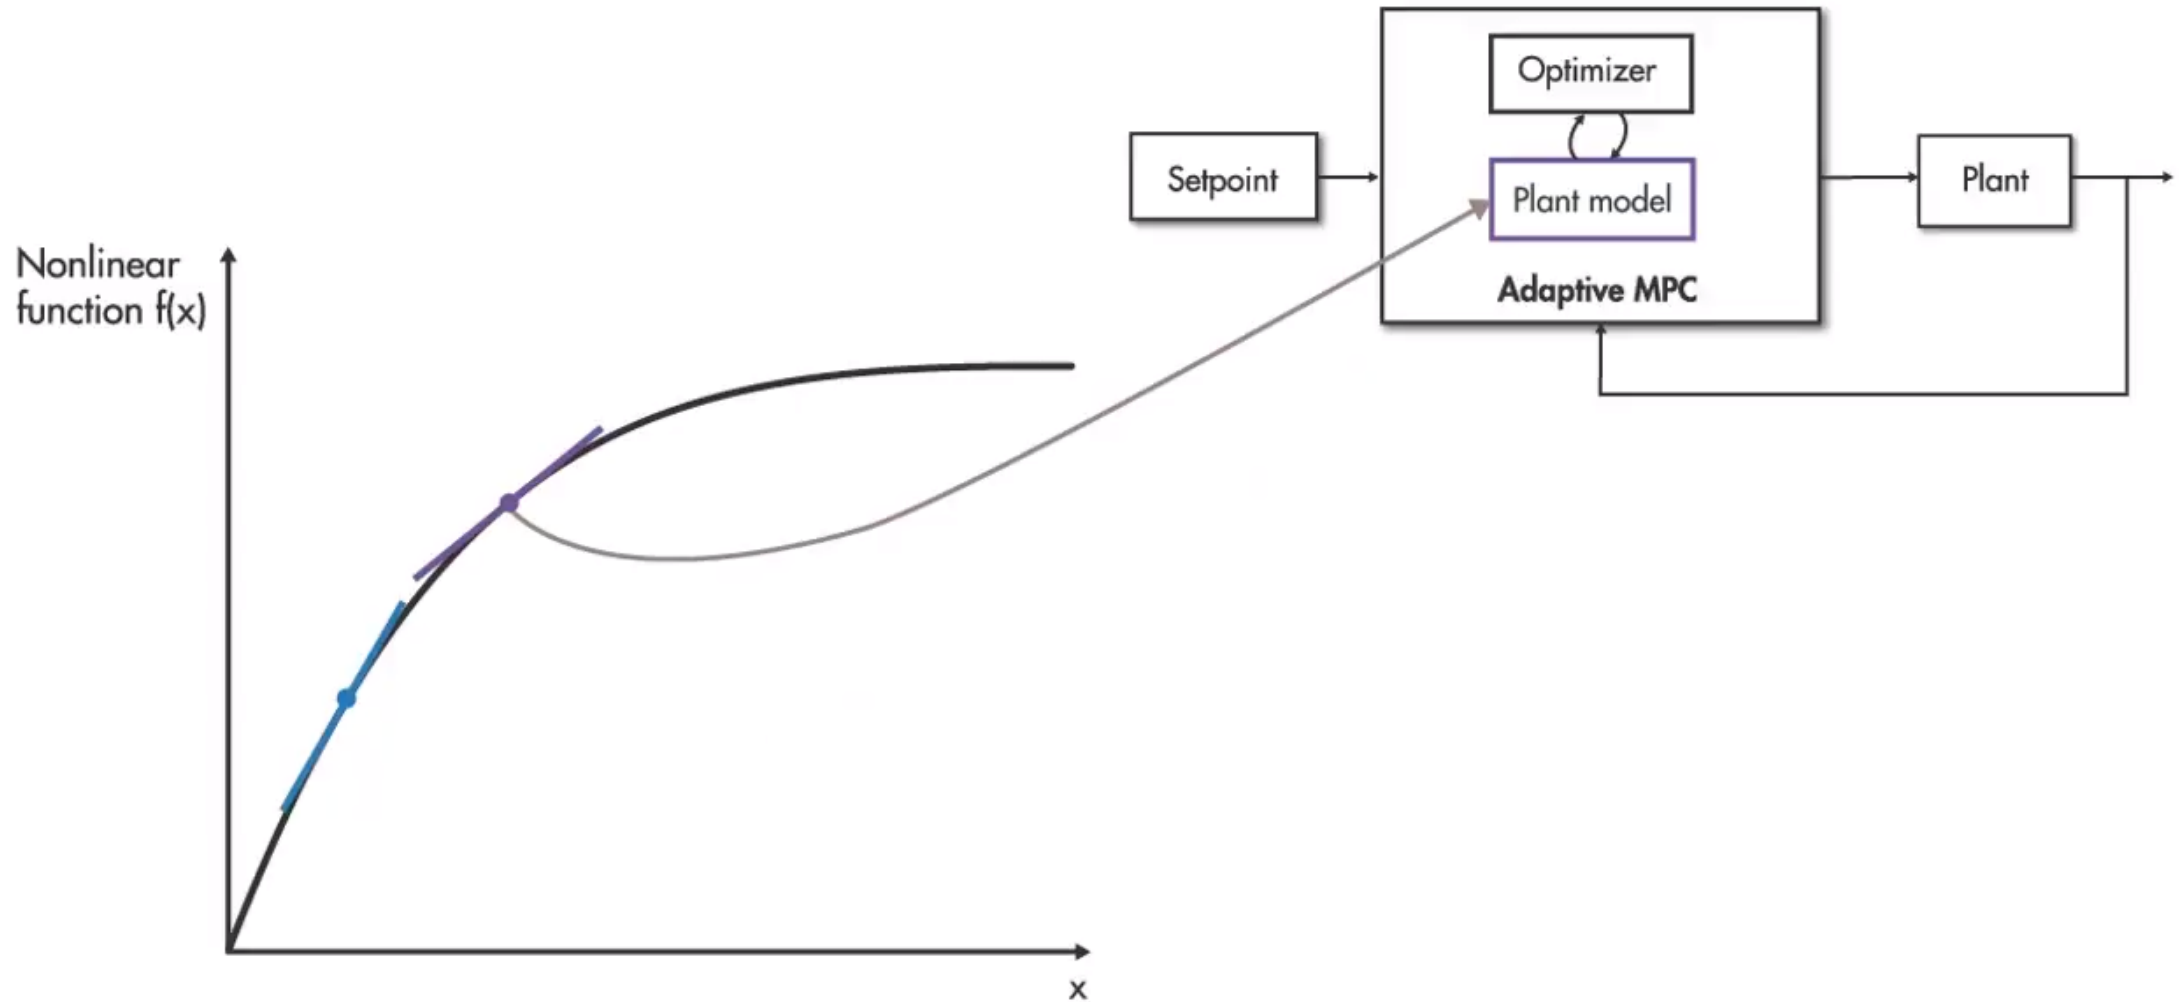 Optimizer
Setpoint
Plant model
Plant
Adaptive MPC
Nonlinear
function f(x)
x